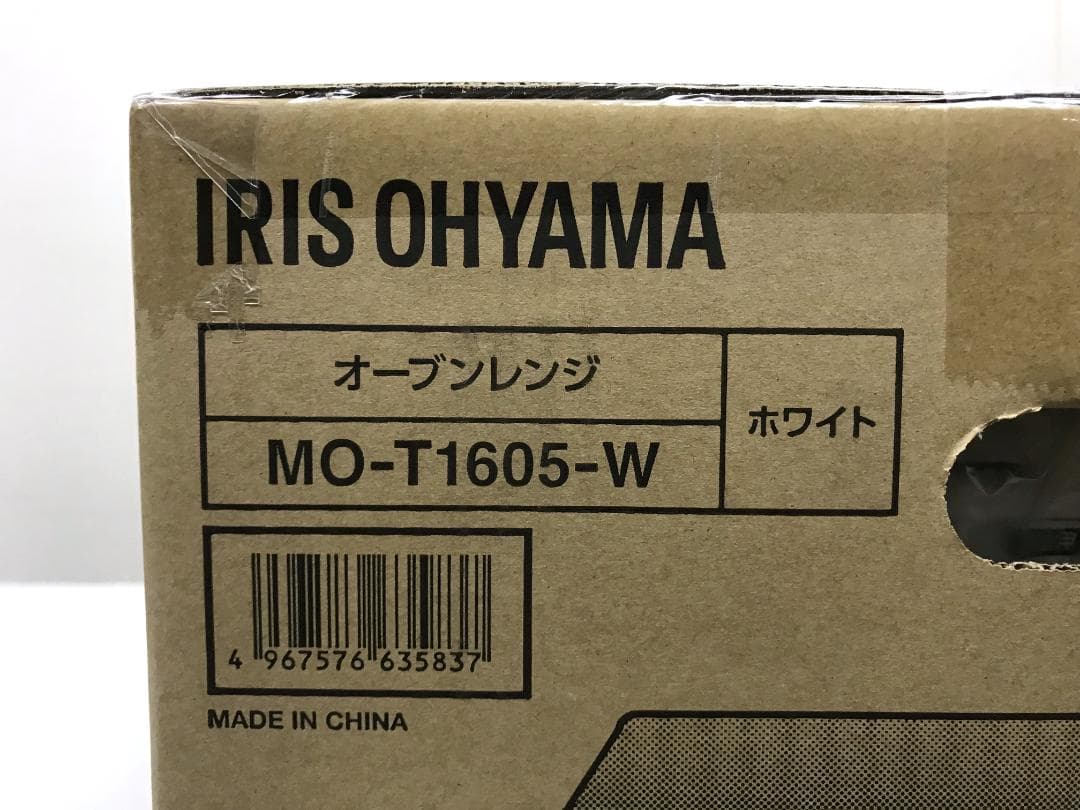 IRIS OHYAMA
オーブンレンジ
MO-T1605-W
ホワイト
4 967576 635837
MADE IN CHINA